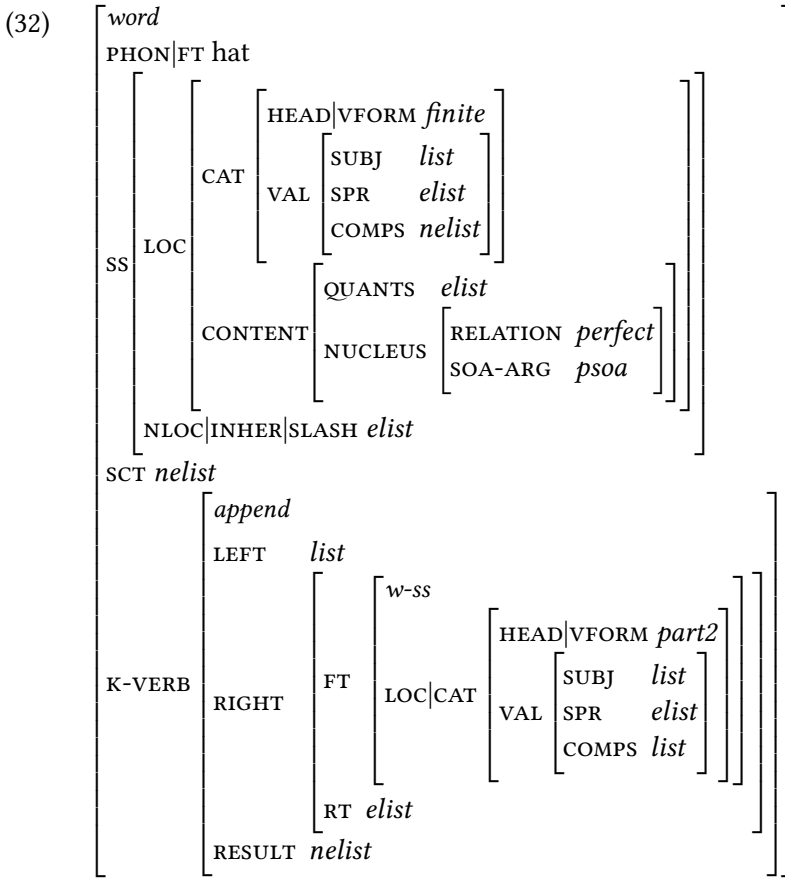 (32)
word
PHON|FT hat
HEAD|VFORM finite
SUBJ list
CAT VAL SPR elist
COMPS nelist
SS LOC
QUANTS elist
CONTENT NUCLEUS RELATION perfect
SOA-ARG psoa
NLOC|INHER|SLASH elist
SCT nelist
append
LEFT list
w-ss
HEAD|VFORM part2
K-VERB RIGHT FT LOC|CAT VAL SUBJ list
SPR elist
COMPS list
RT elist
RESULT nelist